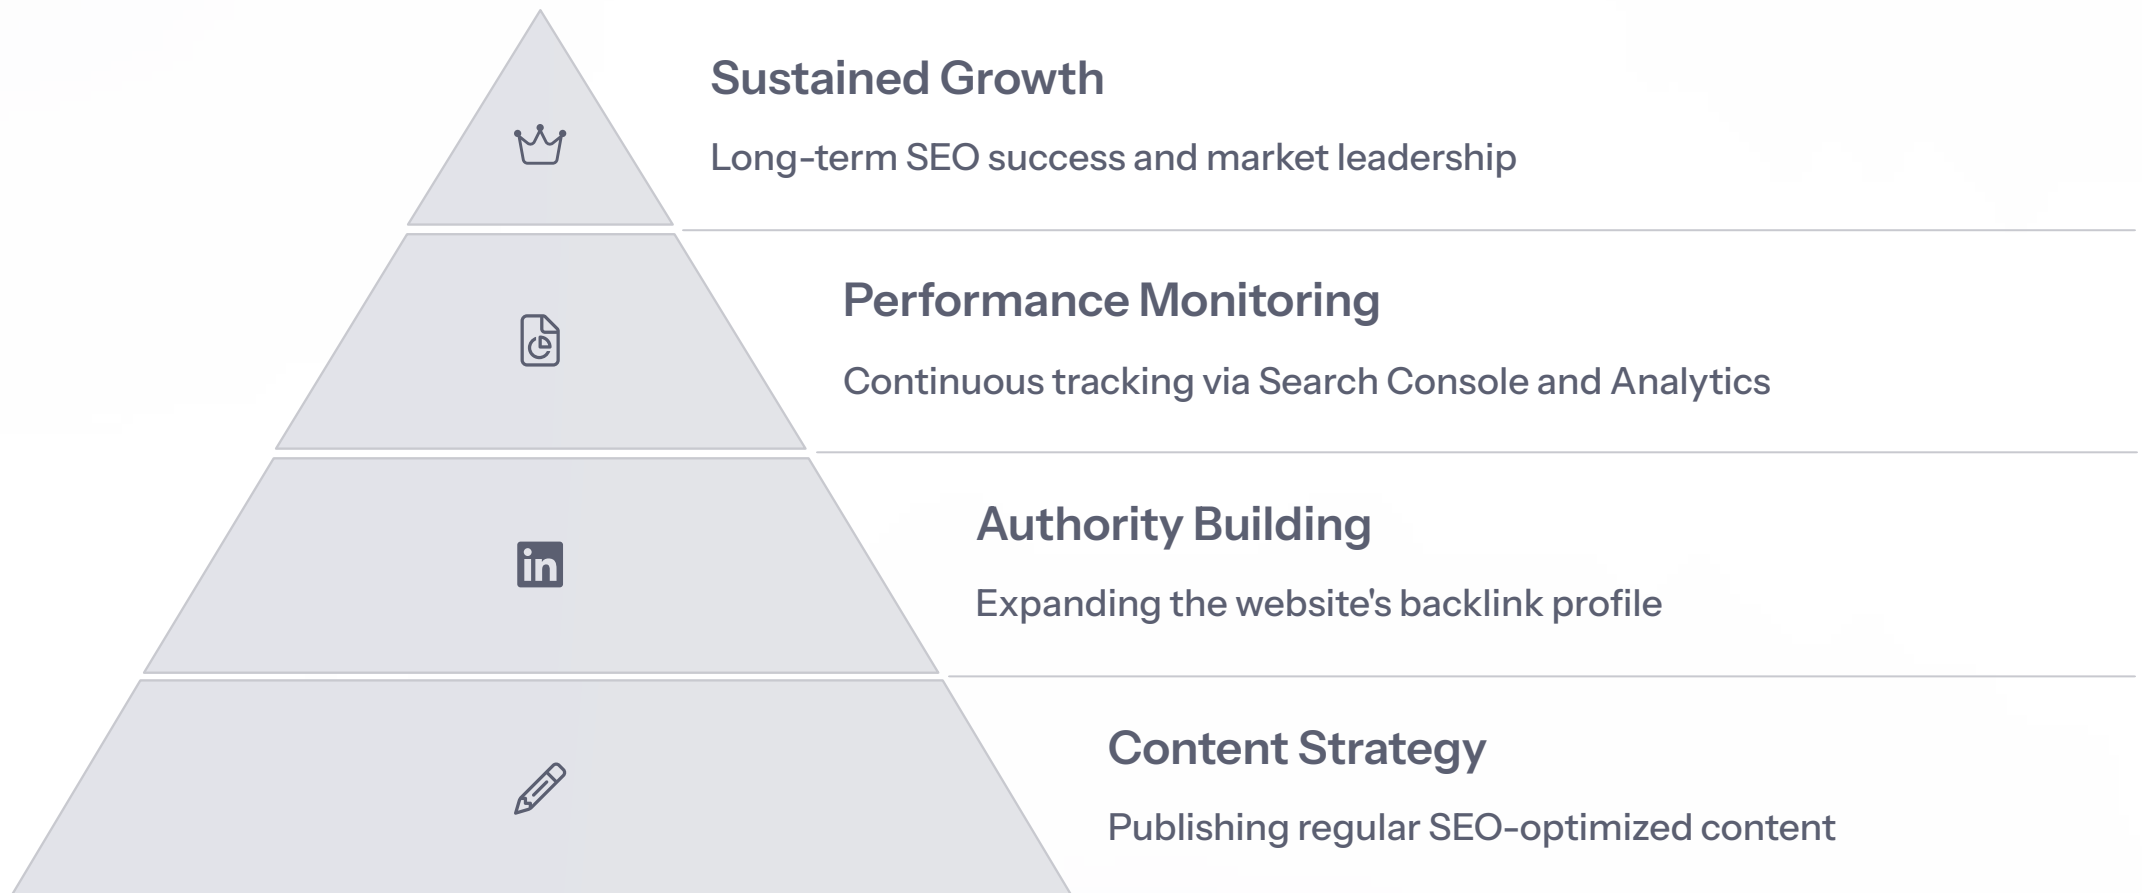 Sustained Growth
Long-term SEO success and market leadership
Performance Monitoring
Continuous tracking via Search Console and Analytics
in
Authority Building
Expanding the website's backlink profile
Content Strategy
Publishing regular SEO-optimized content